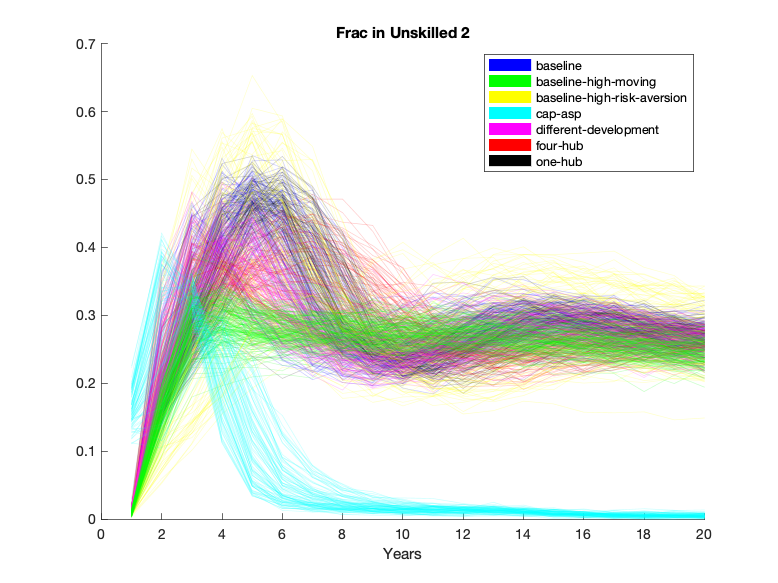 Frac in Unskilled 2
0.7
0.6
0.5
0.4
0.3
0.2
0.1
0
baseline
baseline-high-moving
baseline-high-risk-aversion
cap-asp
different-development
four-hub
one-hub
0 2 4 6 8 10 12 14 16 18 20
Years